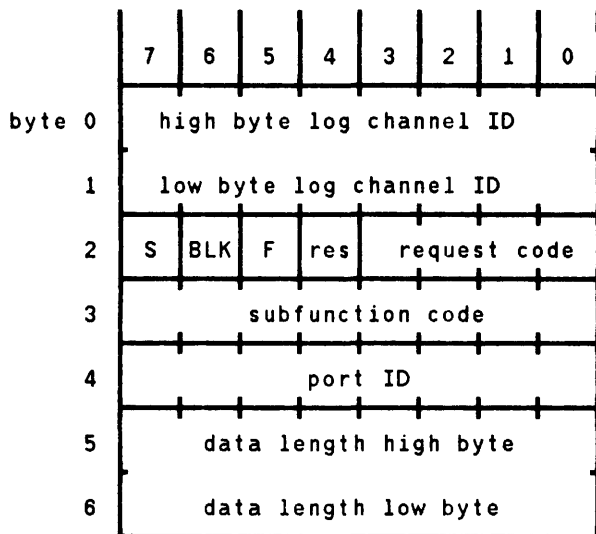 7 6 5 4 3 2 1 0
byte 0 high byte log channel ID
1 low byte log channel ID
2 S BLK F res request code
3 subfunction code
4 port ID
5 data length high byte
6 data length low byte